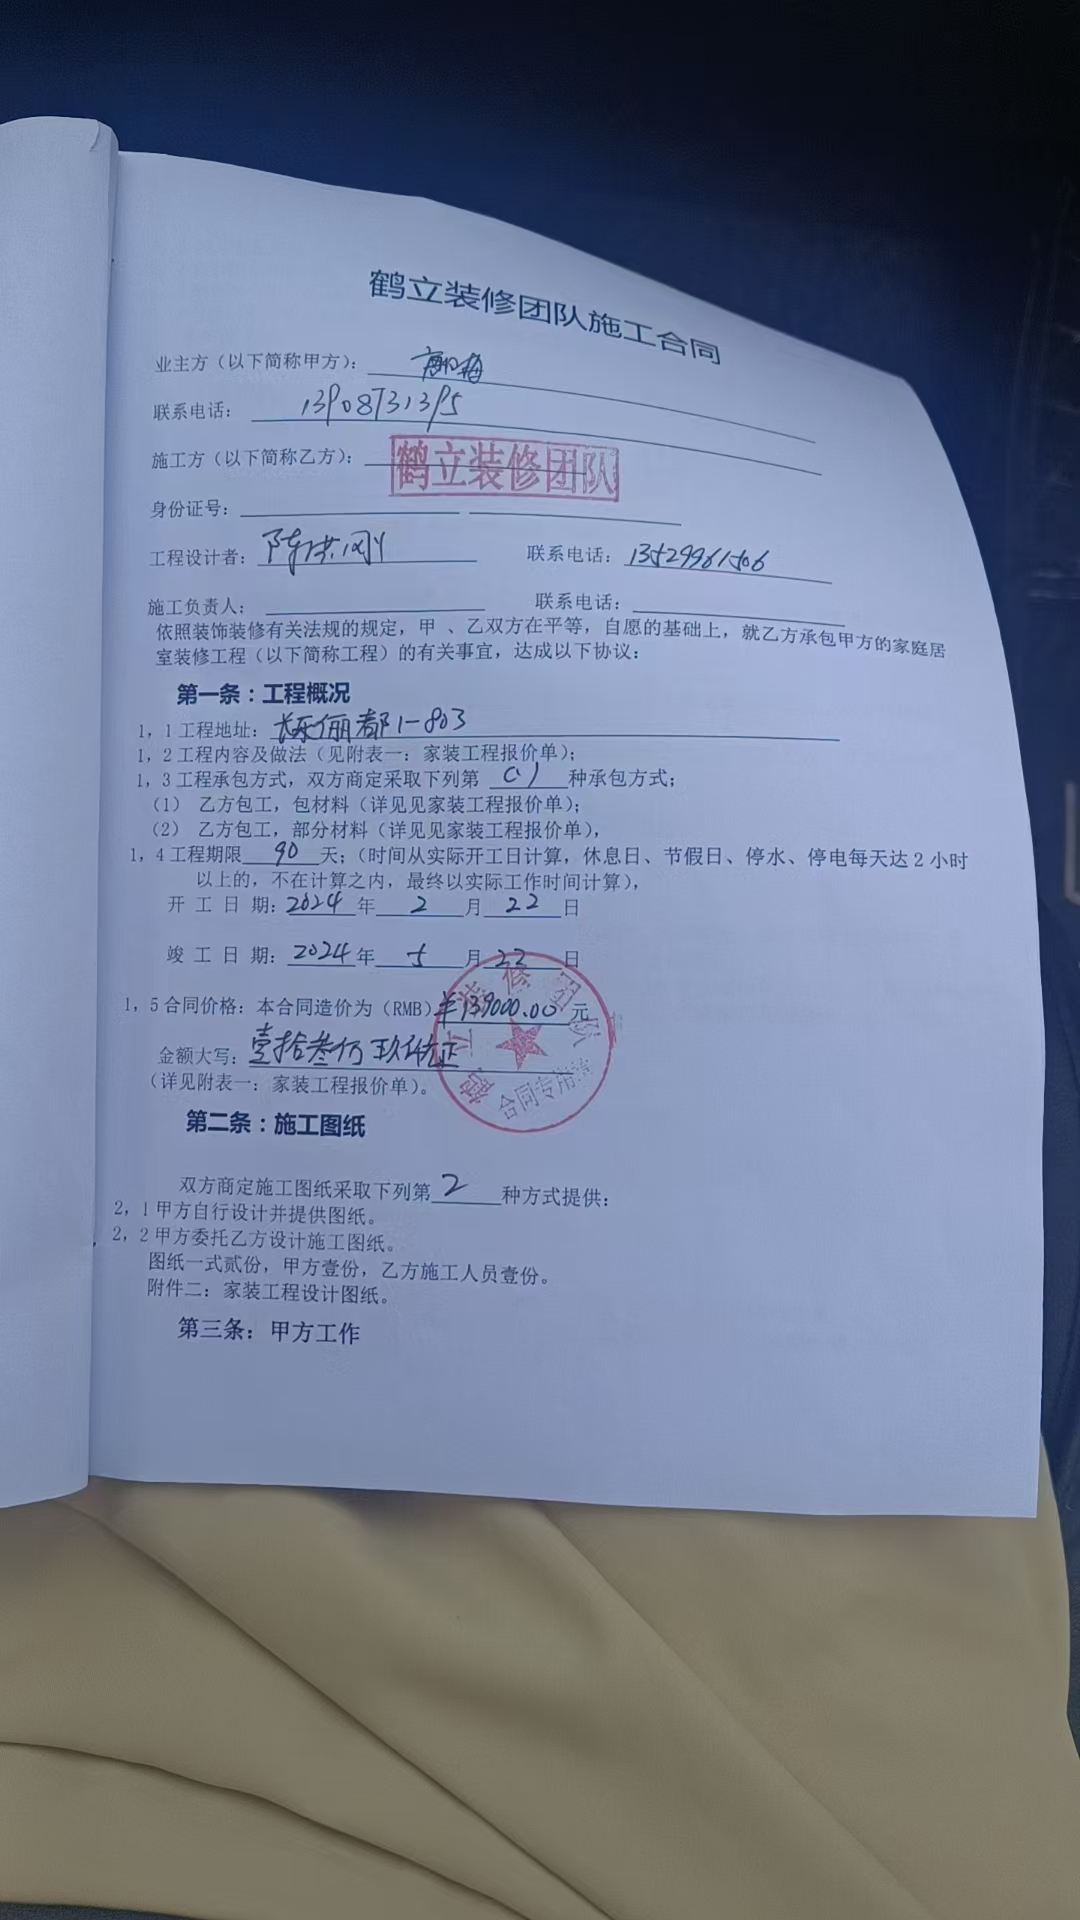 鹤立装修团队施工合同
业主方（以下简称甲方）：
联系电话：13908731395
施工方（以下简称乙方）：鹤立装修团队
身份证号：
工程设计者：陈洪刚 联系电话：13529961506
施工负责人： 联系电话：
依照装饰装修有关法规的规定，甲 、乙双方在平等，自愿的基础上，就乙方承包甲方的家庭居
室装修工程（以下简称工程）的有关事宜，达成以下协议：
第一条：工程概况
1，1工程地址：俪都1-803
1，2工程内容及做法（见附表一：家装工程报价单）；
1，3工程承包方式，双方商定采取下列第（1）种承包方式；
（1） 乙方包工，包材料（详见见家装工程报价单）；
（2） 乙方包工，部分材料（详见见家装工程报价单），
1，4工程期限90天；（时间从实际开工日计算，休息日、节假日、停水、停电每天达2小时
以上的，不在计算之内，最终以实际工作时间计算），
开 工 日 期：2024年2月22日
竣 工 日 期：2024年5月22日
1，5合同价格：本合同造价为（RMB）¥139000.00元
金额大写：壹拾叁万玖仟元正
（详见附表一：家装工程报价单）。
鹤立装修团队
合同专用章
第二条：施工图纸
双方商定施工图纸采取下列第2种方式提供：
2，1甲方自行设计并提供图纸。
2，2甲方委托乙方设计施工图纸。
图纸一式贰份，甲方壹份，乙方施工人员壹份。
附件二：家装工程设计图纸。
第三条：甲方工作